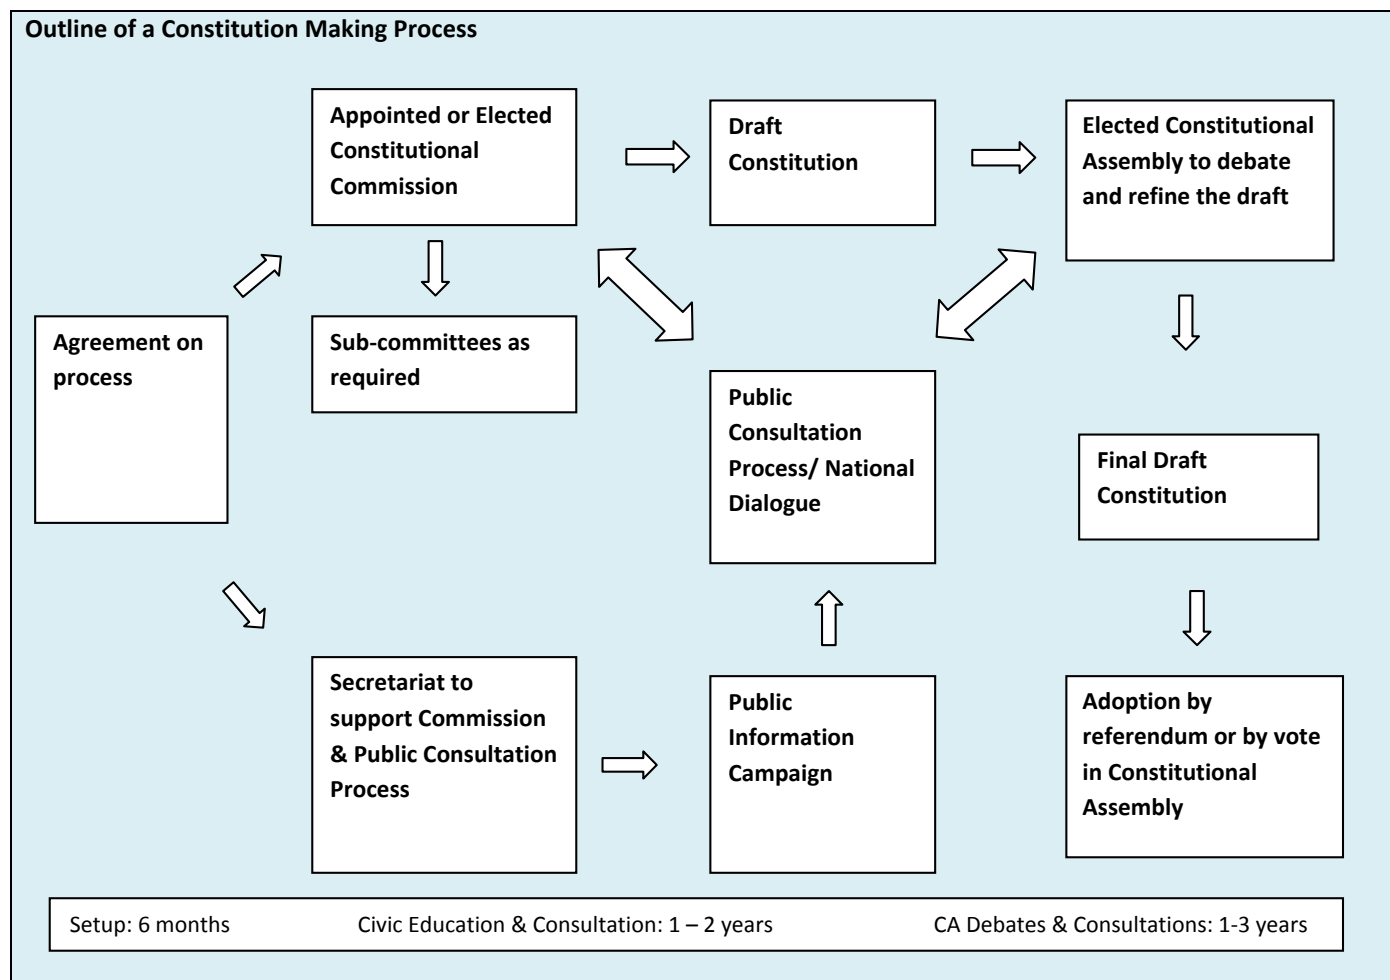 Outline of a Constitution Making Process
Appointed or Elected
Constitutional
Commission
Draft
Constitution
Elected Constitutional
Assembly to debate
and refine the draft
Agreement on
process
Sub-committees as
required
Public
Consultation
Process/ National
Dialogue
Final Draft
Constitution
Secretariat to
support Commission
& Public Consultation
Process
Public
Information
Campaign
Adoption by
referendum or by vote
in Constitutional
Assembly
Setup: 6 months
Civic Education & Consultation: 1 – 2 years
CA Debates & Consultations: 1-3 years